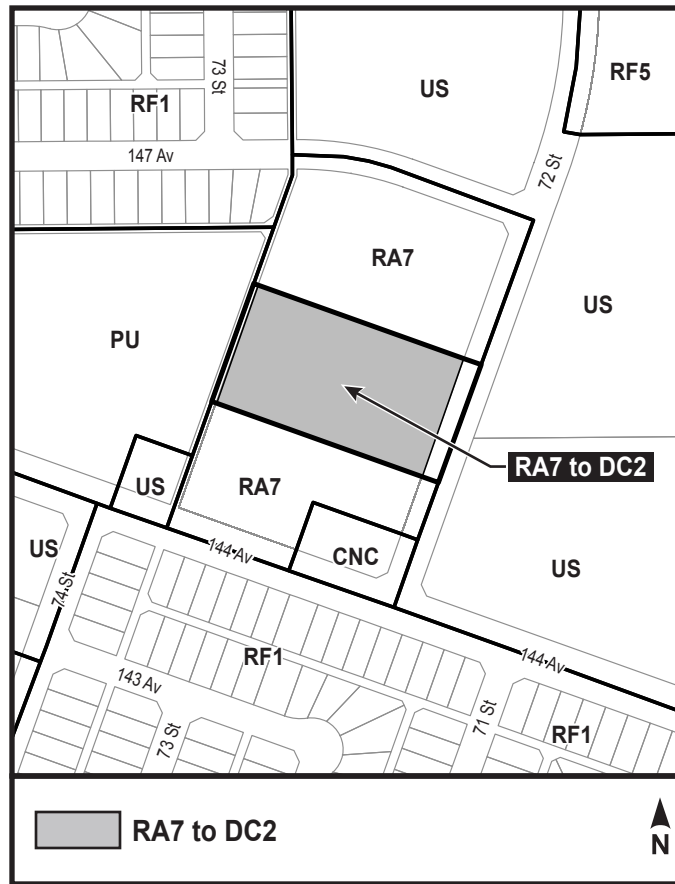 73 St
US
RF5
RF1
147 Av
72 St
RA7
US
PU
RA7 to DC2
US
RA7
144 Av
CNC
US
US
74 St
RF1
144 Av
143 Av
71 St
73 St
RF1
RA7 to DC2
N